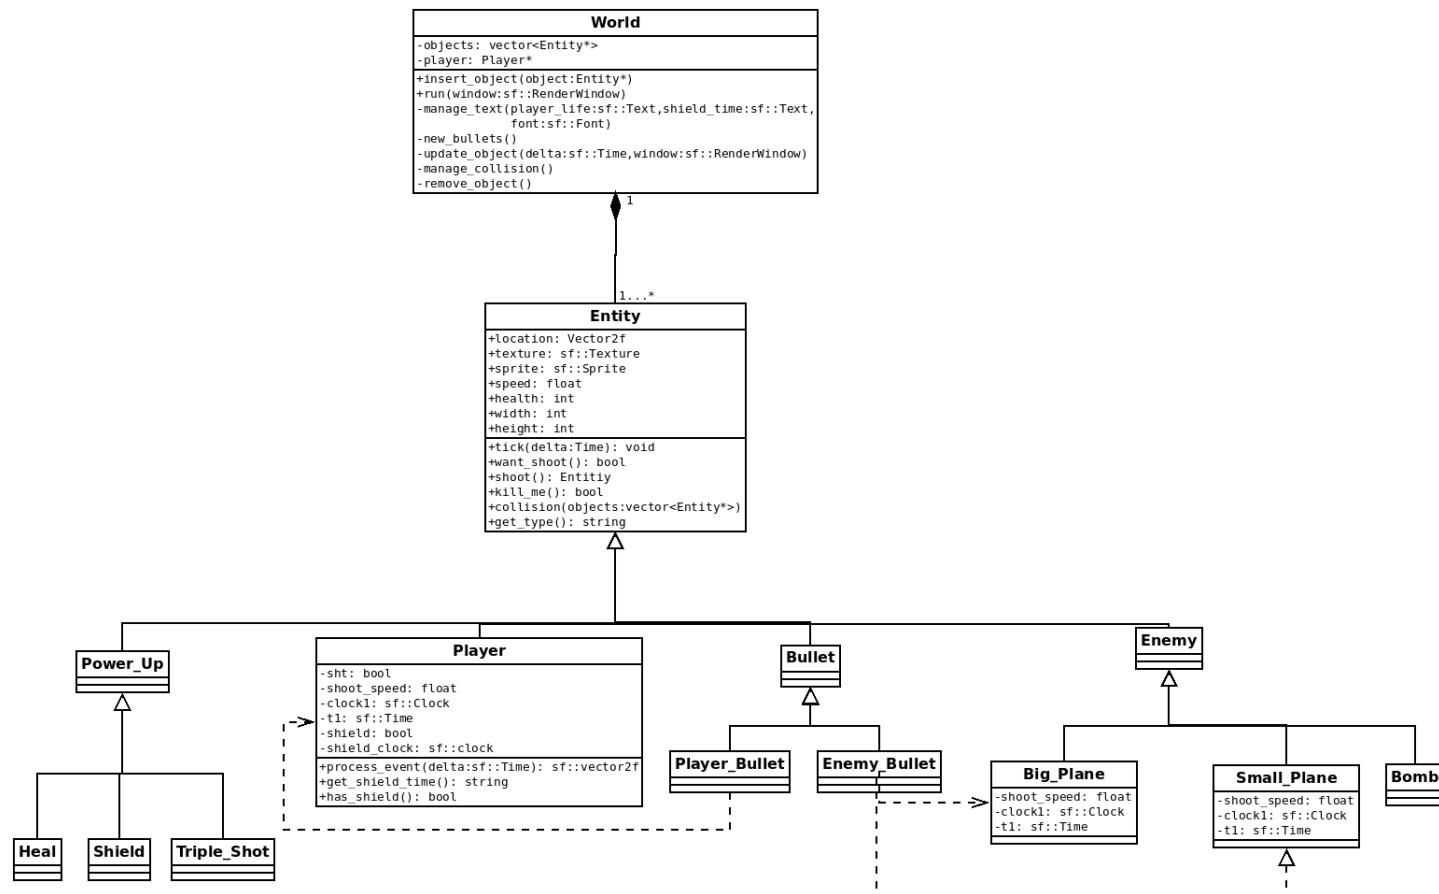 World
-objects: vector<Entity*>
-player: Player*
+insert_object(object:Entity*)
+run(window:sf::RenderWindow)
-manage_text(player_life:sf::Text,shield_time:sf::Text,
font:sf::Font)
-new_bullets()
-update_object(delta:sf::Time,window:sf::RenderWindow)
-manage_collision()
-remove_object()
1
1...*
Entity
+location: Vector2f
+texture: sf::Texture
+sprite: sf::Sprite
+speed: float
+health: int
+width: int
+height: int
+tick(delta:Time): void
+want_shoot(): bool
+shoot(): Entitiy
+kill_me(): bool
+collision(objects:vector<Entity*>)
+get_type(): string
Power_Up
Player
-sht: bool
-shoot_speed: float
-clock1: sf::Clock
-t1: sf::Time
-shield: bool
-shield_clock: sf::clock
+process_event(delta:sf::Time): sf::vector2f
+get_shield_time(): string
+has_shield(): bool
Bullet
Enemy
Player_Bullet
Enemy_Bullet
Big_Plane
-shoot_speed: float
-clock1: sf::Clock
-t1: sf::Time
Small_Plane
-shoot_speed: float
-clock1: sf::Clock
-t1: sf::Time
Bomb
Heal
Shield
Triple_Shot